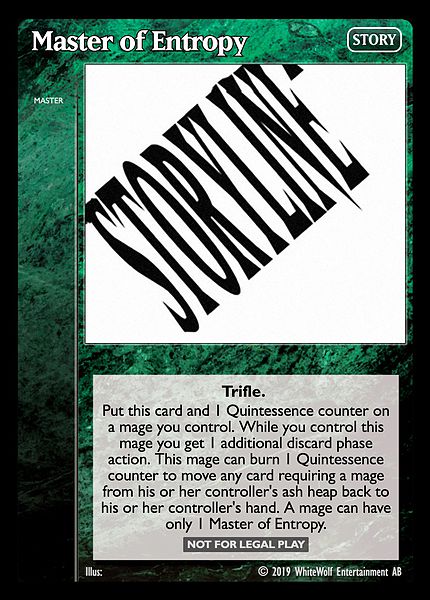 Master of Entropy
STORY
MASTER
STORYLINE
Trifle.
Put this card and 1 Quintessence counter on
a mage you control. While you control this
mage you get 1 additional discard phase
action. This mage can burn 1 Quintessence
counter to move any card requiring a mage
from his or her controller's ash heap back to
his or her controller's hand. A mage can have
only 1 Master of Entropy.
NOT FOR LEGAL PLAY
Illus:
© 2019 WhiteWolf Entertainment AB